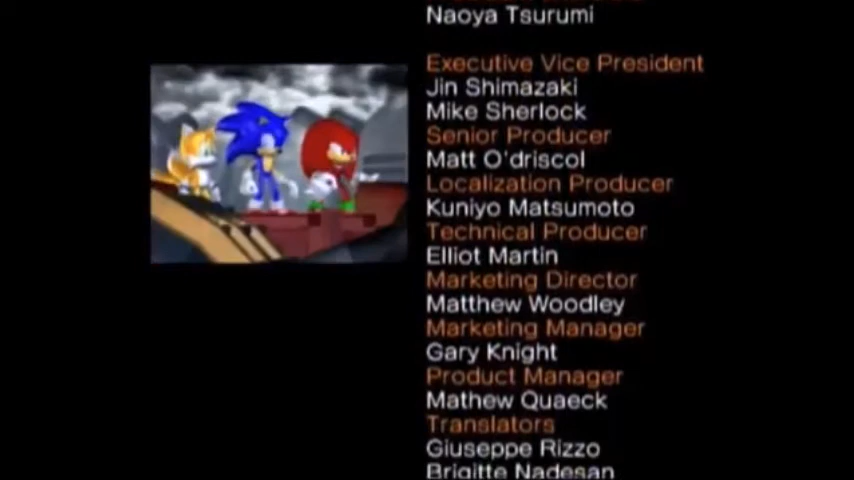 Naoya Tsurumi
Executive Vice President
Jin Shimazaki
Mike Sherlock
Senior Producer
Matt O'driscol
Localization Producer
Kuniyo Matsumoto
Technical Producer
Elliot Martin
Marketing Director
Matthew Woodley
Marketing Manager
Gary Knight
Product Manager
Mathew Quaeck
Translators
Giuseppe Rizzo
Brigitte Nadesan